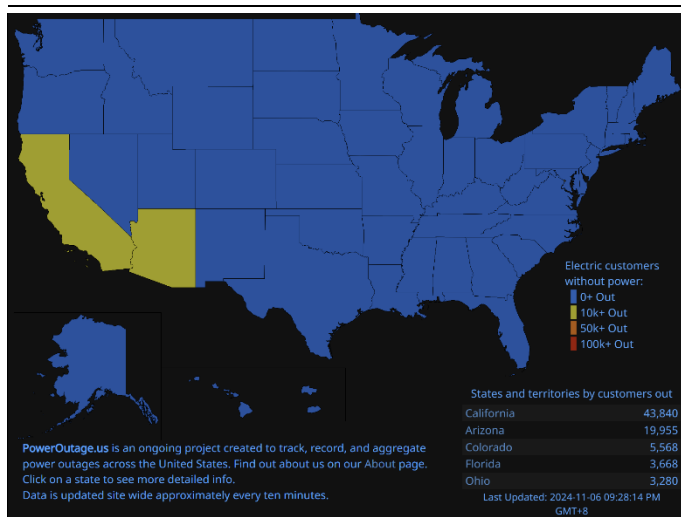 Electric customers
without power:
0+ Out
10k+ Out
50k+ Out
100k+ Out
States and territories by customers out
California 43,840
Arizona 19,955
Colorado 5,568
Florida 3,668
Ohio 3,280
Last Updated: 2024-11-06 09:28:14 PM
GMT+8
PowerOutage.us is an ongoing project created to track, record, and aggregate
power outages across the United States. Find out about us on our About page.
Click on a state to see more detailed info.
Data is updated site wide approximately every ten minutes.